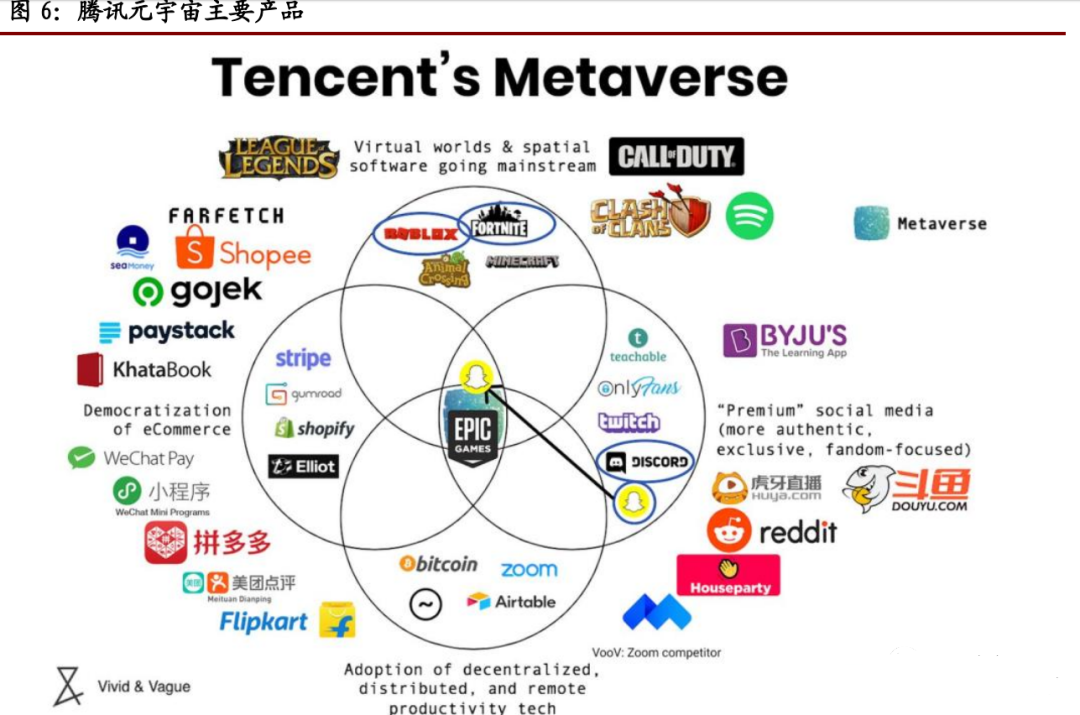 图 6：腾讯元宇宙主要产品
Tencent's Metaverse
LEAGUE
OF
LEGENDS
Virtual worlds & spatial
software going mainstream
CALL OF DUTY
FARFETCH
seaMoney
Shopee
gojek
paystack
KhataBook
Democratization
of eCommerce
WeChat Pay
小程序
WeChat Mini Programs
拼多多
美团
美团点评
Meituan Dianping
Flipkart
ROBLOX
FORTNITE
Animal
Crossing
MINECRAFT
CLASH
OF CLANS
Metaverse
stripe
gumroad
shopify
Elliot
EPIC
GAMES
t
teachable
OnlyFans
twitch
DISCORD
BYJU'S
The Learning App
"Premium" social media
(more authentic,
exclusive, fandom-focused)
虎牙直播
Huya.com
斗鱼
DOUYU.COM
reddit
Houseparty
VooV: Zoom competitor
bitcoin
zoom
~
Airtable
Adoption of decentralized,
distributed, and remote
productivity tech
Vivid & Vague